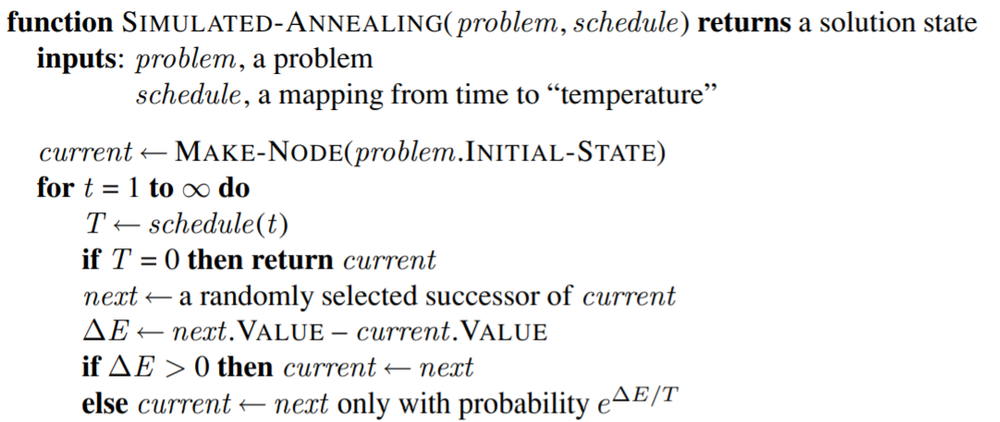 function SIMULATED-ANNEALING(problem, schedule) returns a solution state
inputs: problem, a problem
schedule, a mapping from time to “temperature”
current ← MAKE-NODE(problem.INITIAL-STATE)
for t = 1 to ∞ do
T ← schedule(t)
if T = 0 then return current
next ← a randomly selected successor of current
ΔE ← next.VALUE – current.VALUE
if ΔE > 0 then current ← next
else current ← next only with probability e^{ΔE/T}